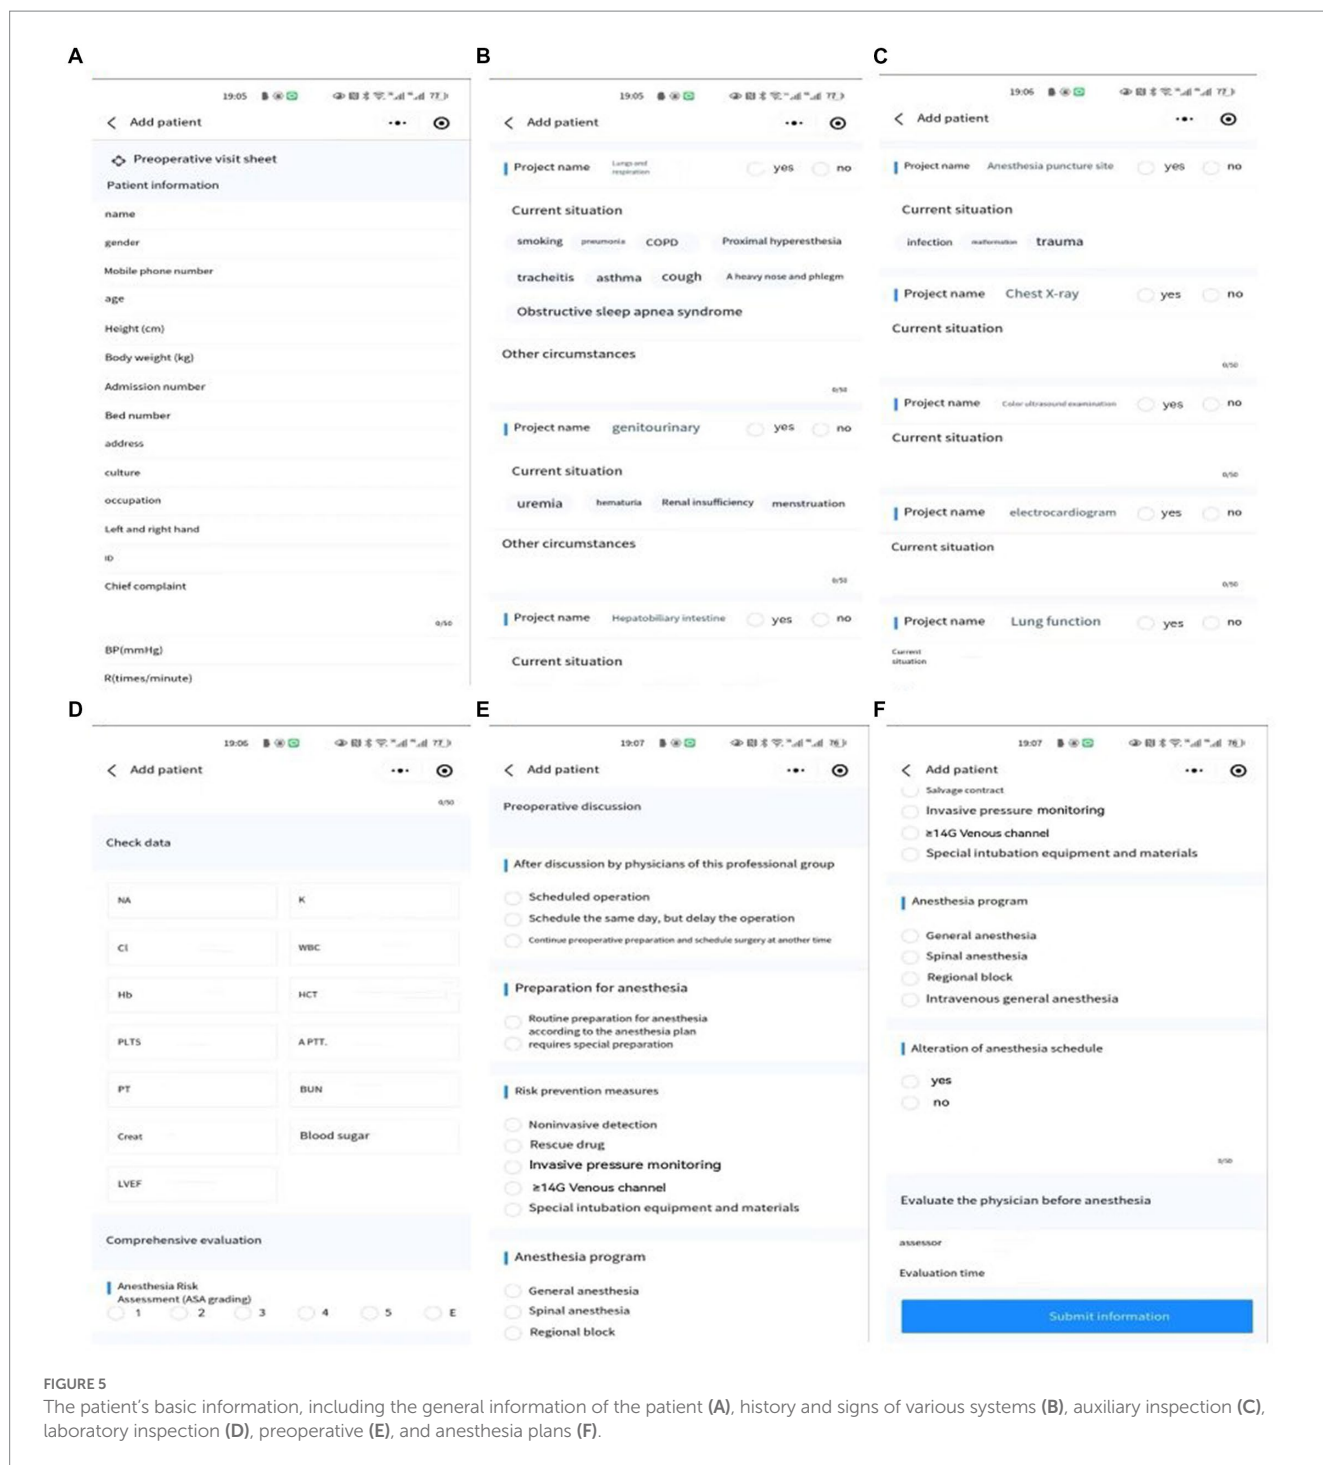 A
19:05
Add patient
Preoperative visit sheet
Patient information
name
gender
Mobile phone number
age
Height (cm)
Body weight (kg)
Admission number
Bed number
address
culture
occupation
Left and right hand
ID
Chief complaint
0/50
BP(mmHg)
R(times/minute)
B
19:05
Add patient
Project name Lungs and respiration yes no
Current situation
smoking pneumonia COPD Proximal hyperesthesia
tracheitis asthma cough A heavy nose and phlegm
Obstructive sleep apnea syndrome
Other circumstances
0/50
Project name genitourinary yes no
Current situation
uremia hematuria Renal insufficiency menstruation
Other circumstances
0/50
Project name Hepatobiliary intestine yes no
Current situation
C
19:06
Add patient
Project name Anesthesia puncture site yes no
Current situation
infection malformation trauma
Project name Chest X-ray yes no
Current situation
0/50
Project name Color ultrasound examination yes no
Current situation
0/50
Project name electrocardiogram yes no
Current situation
0/50
Project name Lung function yes no
Current
situation
D
19:06
Add patient
0/50
Check data
NA K
Cl WBC
Hb HCT
PLTS APTT.
PT BUN
Creat Blood sugar
LVEF
Comprehensive evaluation
Anesthesia Risk
Assessment (ASA grading)
1 2 3 4 5 E
E
19:07
Add patient
Preoperative discussion
After discussion by physicians of this professional group
Scheduled operation
Schedule the same day, but delay the operation
Continue preoperative preparation and schedule surgery at another time
Preparation for anesthesia
Routine preparation for anesthesia
according to the anesthesia plan
requires special preparation
Risk prevention measures
Noninvasive detection
Rescue drug
Invasive pressure monitoring
≥14G Venous channel
Special intubation equipment and materials
Anesthesia program
General anesthesia
Spinal anesthesia
Regional block
F
19:07
Add patient
Salvage contract
Invasive pressure monitoring
≥14G Venous channel
Special intubation equipment and materials
Anesthesia program
General anesthesia
Spinal anesthesia
Regional block
Intravenous general anesthesia
Alteration of anesthesia schedule
yes
no
0/50
Evaluate the physician before anesthesia
assessor
Evaluation time
Submit information
FIGURE 5
The patient's basic information, including the general information of the patient (A), history and signs of various systems (B), auxiliary inspection (C),
laboratory inspection (D), preoperative (E), and anesthesia plans (F).